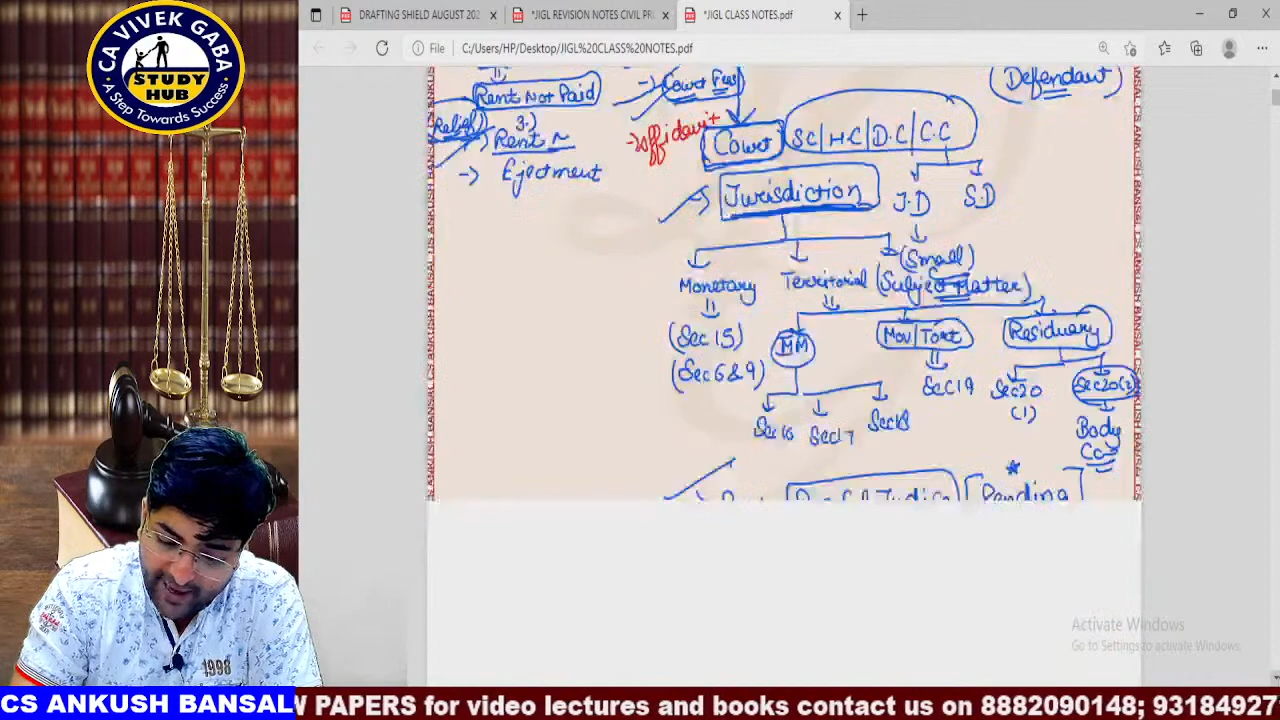 CA VIVEK GABA
STUDY
HUB
A Step Towards Success
DRAFTING SHIELD AUGUST 202
*JIGL REVISION NOTES CIVIL PR
*JIGL CLASS NOTES.pdf
File
C:/Users/HP/Desktop/JIGL%20CLASS%20NOTES.pdf
Rent Not Paid
→ Court Fees
(Defendant)
(Relief)
3.)
Rent
→ Ejectment
→ affidavit
Court
SC|H.C|D.C|C.C
Jurisdiction
J.D
S.D
(Small)
Monetary
Territorial
(Subject Matter)
(Sec 15)
(Sec 6 & 9)
IMM
Mov|Tort
Residuary
Sec 16
Sec 17
Sec 18
Sec 19
Sec 20
(1)
Sec 20(2)
Body
[Pending]
1998
Activate Windows
Go to Settings to activate Windows.
CS ANKUSH BANSAL
W PAPERS for video lectures and books contact us on 8882090148; 93184927